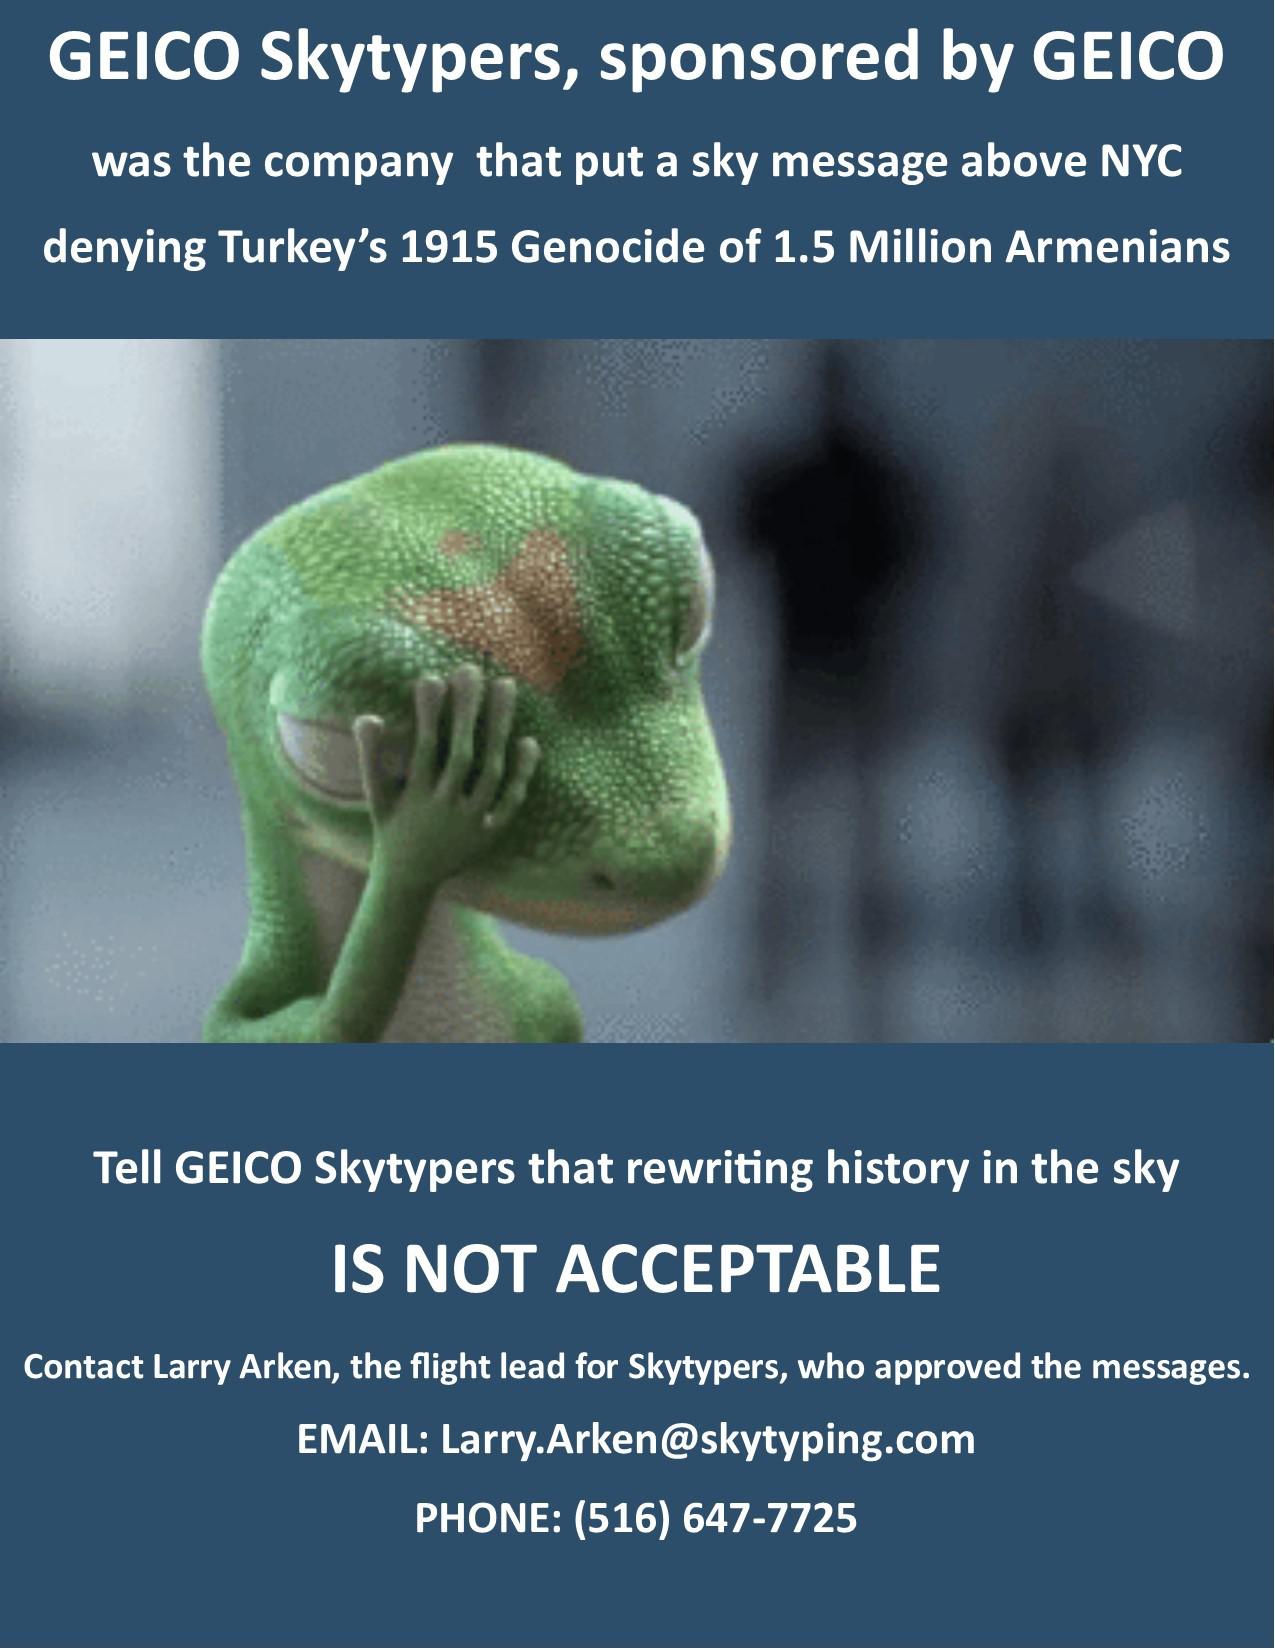 GEICO Skytypers, sponsored by GEICO
was the company that put a sky message above NYC
denying Turkey’s 1915 Genocide of 1.5 Million Armenians
Tell GEICO Skytypers that rewriting history in the sky
IS NOT ACCEPTABLE
Contact Larry Arken, the flight lead for Skytypers, who approved the messages.
EMAIL: Larry.Arken@skytyping.com
PHONE: (516) 647-7725